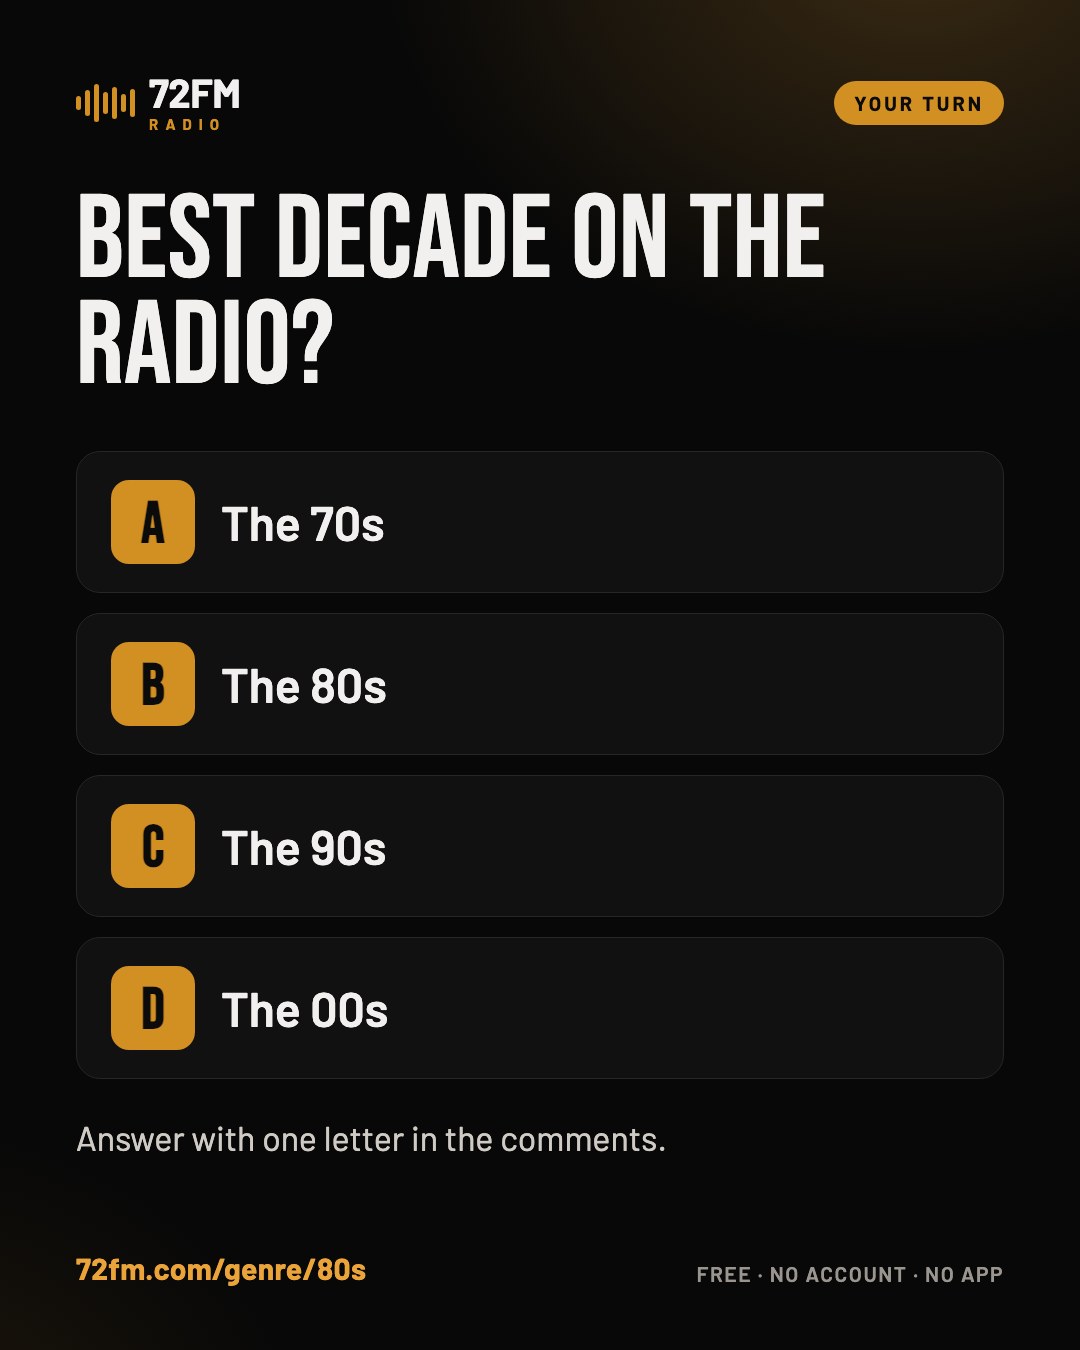 72FM
RADIO
YOUR TURN
BEST DECADE ON THE
RADIO?
A
The 70s
B
The 80s
C
The 90s
D
The 00s
Answer with one letter in the comments.
72fm.com/genre/80s
FREE · NO ACCOUNT · NO APP